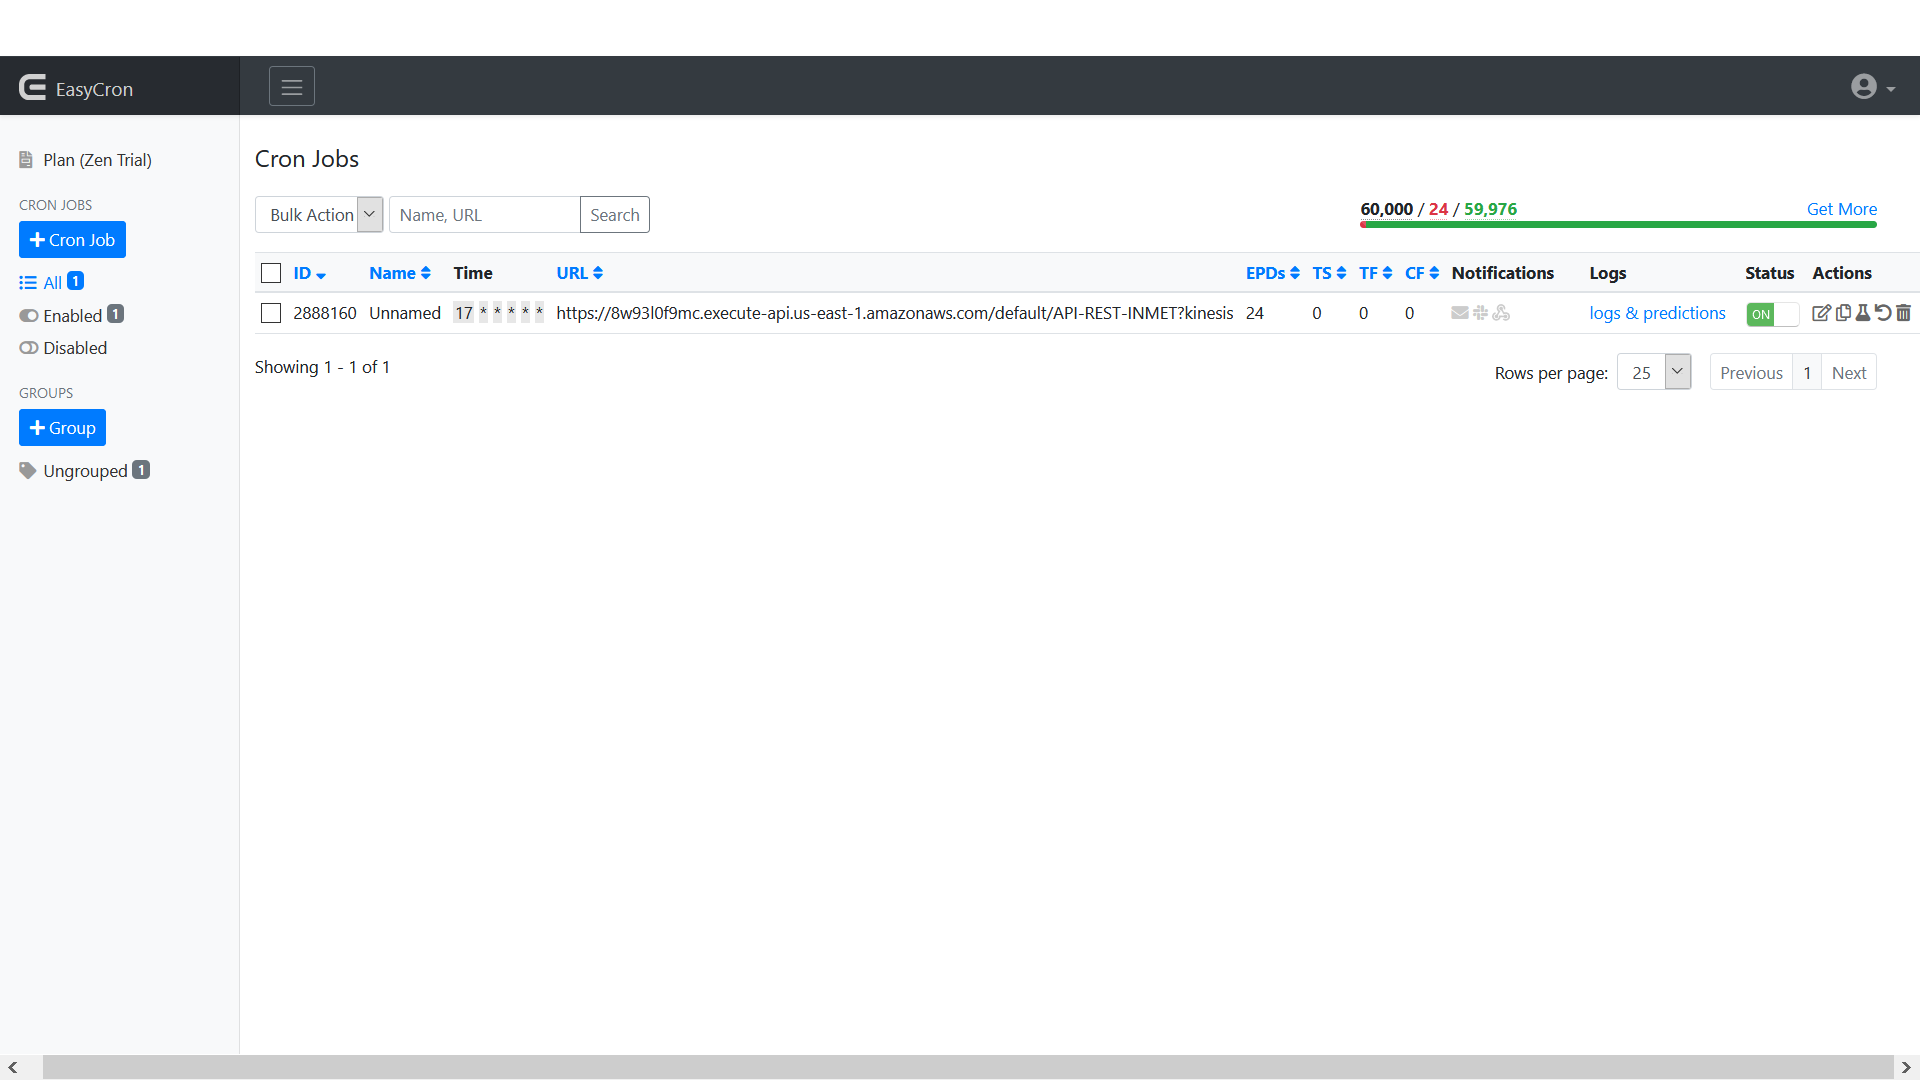 EasyCron
Plan (Zen Trial)
CRON JOBS
Cron Job
All 1
Enabled 1
Disabled
GROUPS
Group
Ungrouped 1
Cron Jobs
Bulk Action Name, URL Search
60,000 / 24 / 59,976 Get More
ID Name Time URL EPDs TS TF CF Notifications Logs Status Actions
2888160 Unnamed 17 * * * * * https://8w93l0f9mc.execute-api.us-east-1.amazonaws.com/default/API-REST-INMET?kinesis 24 0 0 0 logs & predictions ON
Showing 1 - 1 of 1
Rows per page: 25 Previous 1 Next